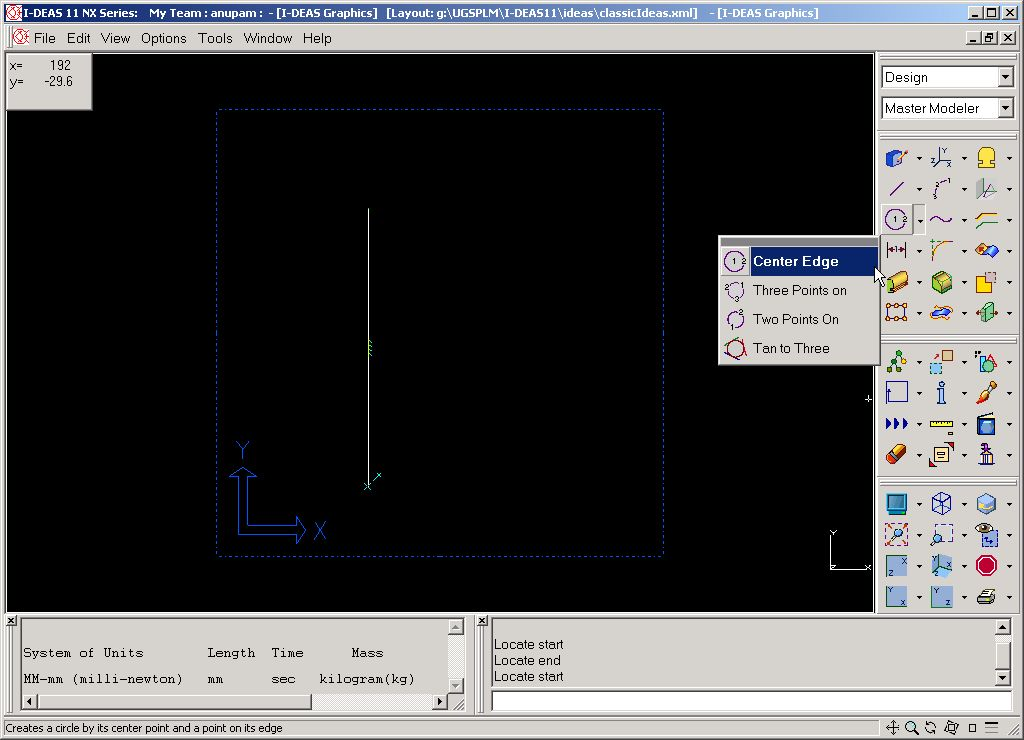 I-DEAS 11 NX Series:   My Team : anupam :  - [I-DEAS Graphics]  [Layout: g:\UGSPLM\I-DEAS11\ideas\classicIdeas.xml]   - [I-DEAS Graphics]
File Edit View Options Tools Window Help
x= 192
y= -29.6
Design
Master Modeler
Center Edge
Three Points on
Two Points On
Tan to Three
Y
X
Y
X
System of Units Length Time Mass
MM-mm (milli-newton) mm sec kilogram(kg)
Locate start
Locate end
Locate start
Creates a circle by its center point and a point on its edge